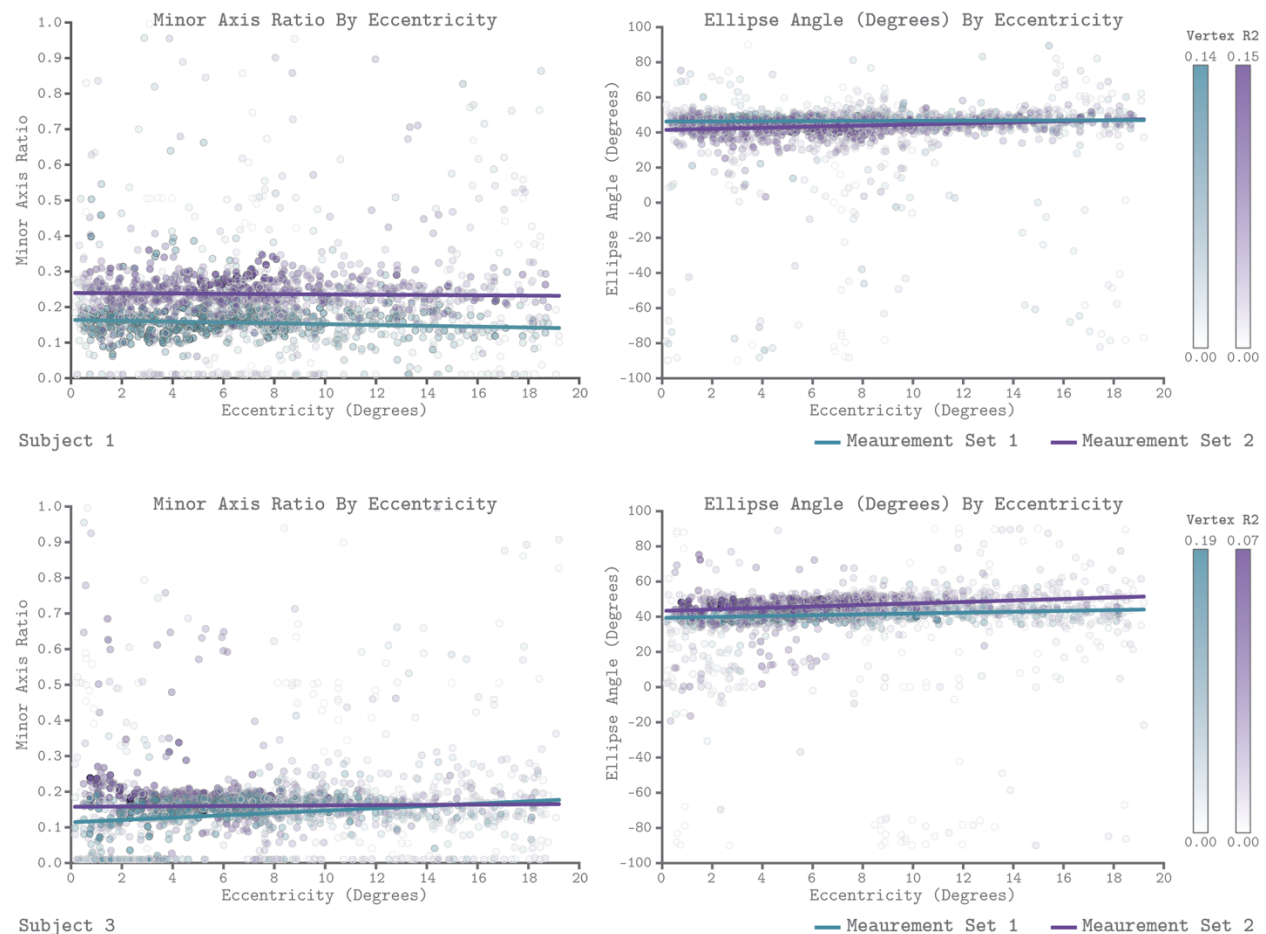 Minor Axis Ratio By Eccentricity
Ellipse Angle (Degrees) By Eccentricity
Vertex R2
0.14 0.15
0.00 0.00
Minor Axis Ratio
1.0
0.9
0.8
0.7
0.6
0.5
0.4
0.3
0.2
0.1
0.0
0 2 4 6 8 10 12 14 16 18 20
Eccentricity (Degrees)
Ellipse Angle (Degrees)
100
80
60
40
20
0
-20
-40
-60
-80
-100
0 2 4 6 8 10 12 14 16 18 20
Eccentricity (Degrees)
Subject 1
Meaurement Set 1 Meaurement Set 2
Minor Axis Ratio By Eccentricity
Ellipse Angle (Degrees) By Eccentricity
Vertex R2
0.19 0.07
0.00 0.00
Minor Axis Ratio
1.0
0.9
0.8
0.7
0.6
0.5
0.4
0.3
0.2
0.1
0.0
0 2 4 6 8 10 12 14 16 18 20
Eccentricity (Degrees)
Ellipse Angle (Degrees)
100
80
60
40
20
0
-20
-40
-60
-80
-100
0 2 4 6 8 10 12 14 16 18 20
Eccentricity (Degrees)
Subject 3
Meaurement Set 1 Meaurement Set 2